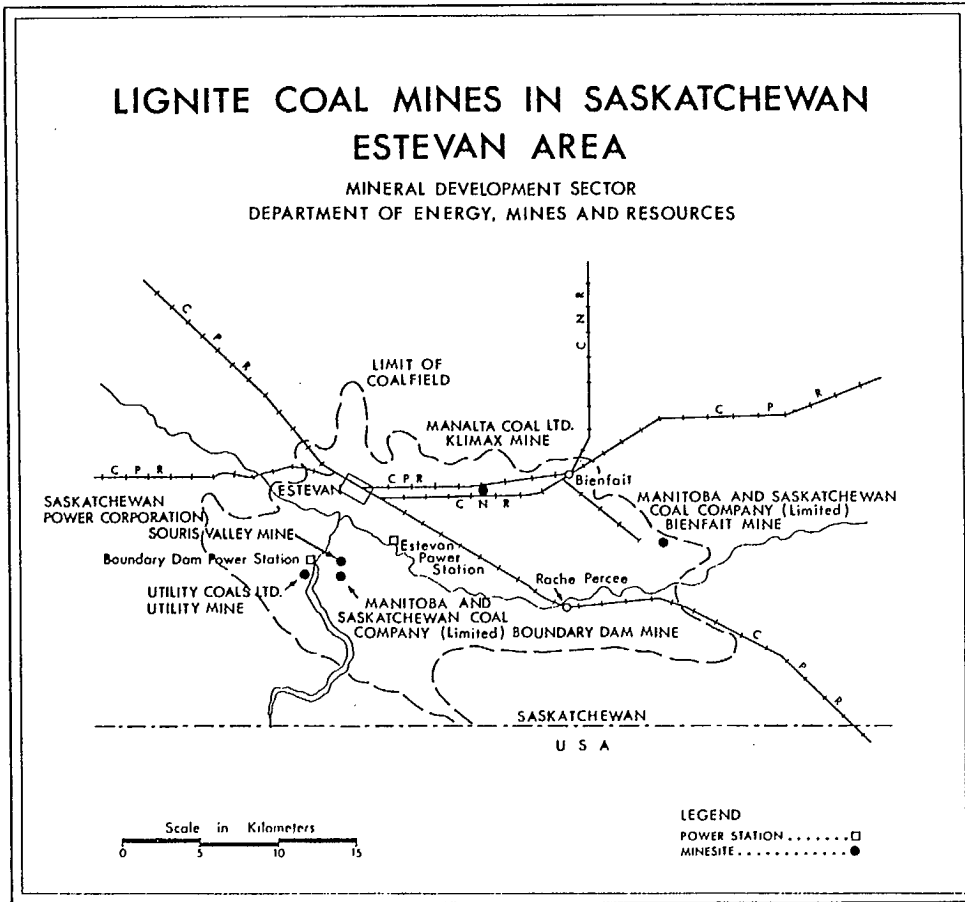 LIGNITE COAL MINES IN SASKATCHEWAN
ESTEVAN AREA
MINERAL DEVELOPMENT SECTOR
DEPARTMENT OF ENERGY, MINES AND RESOURCES
C P R
C N R
LIMIT OF
COALFIELD
C P R
MANALTA COAL LTD.
KLIMAX MINE
C P R
C P R
Bienfait
ESTEVAN
C N R
MANITOBA AND SASKATCHEWAN
COAL COMPANY (Limited)
BIENFAIT MINE
SASKATCHEWAN
POWER CORPORATION
SOURIS VALLEY MINE
Estevan
Power
Station
Boundary Dam Power Station
Roche Percee
UTILITY COALS LTD.
UTILITY MINE
MANITOBA AND
SASKATCHEWAN COAL
COMPANY (Limited) BOUNDARY DAM MINE
C P R
SASKATCHEWAN
U S A
Scale in Kilometers
0 5 10 15
LEGEND
POWER STATION . . . . . . .
MINESITE . . . . . . . . . . . .